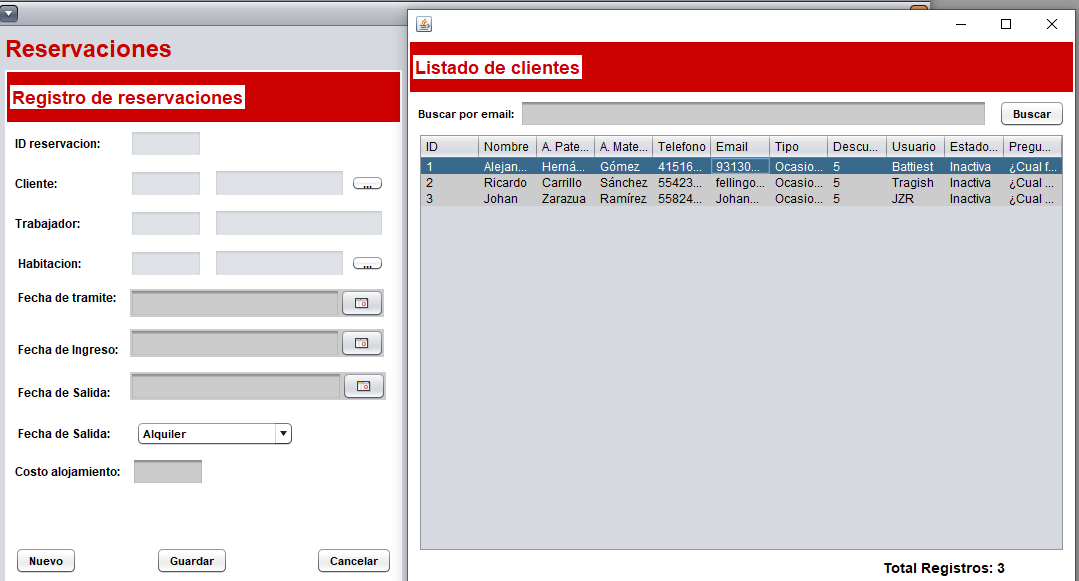 Reservaciones
Registro de reservaciones
ID reservacion:
Cliente:
...
Trabajador:
Habitacion:
...
Fecha de tramite:
Fecha de Ingreso:
Fecha de Salida:
Fecha de Salida:
Alquiler
Costo alojamiento:
Nuevo
Guardar
Cancelar
Listado de clientes
Buscar por email:
Buscar
ID Nombre A. Pate... A. Mate... Telefono Email Tipo Descu... Usuario Estado... Pregu...
1 Alejan... Herná... Gómez 41516... 93130... Ocasio... 5 Battiest Inactiva ¿Cual f...
2 Ricardo Carrillo Sánchez 55423... fellingo... Ocasio... 5 Tragish Inactiva ¿Cual ...
3 Johan Zarazua Ramírez 55824... Johan... Ocasio... 5 JZR Inactiva ¿Cual ...
Total Registros: 3